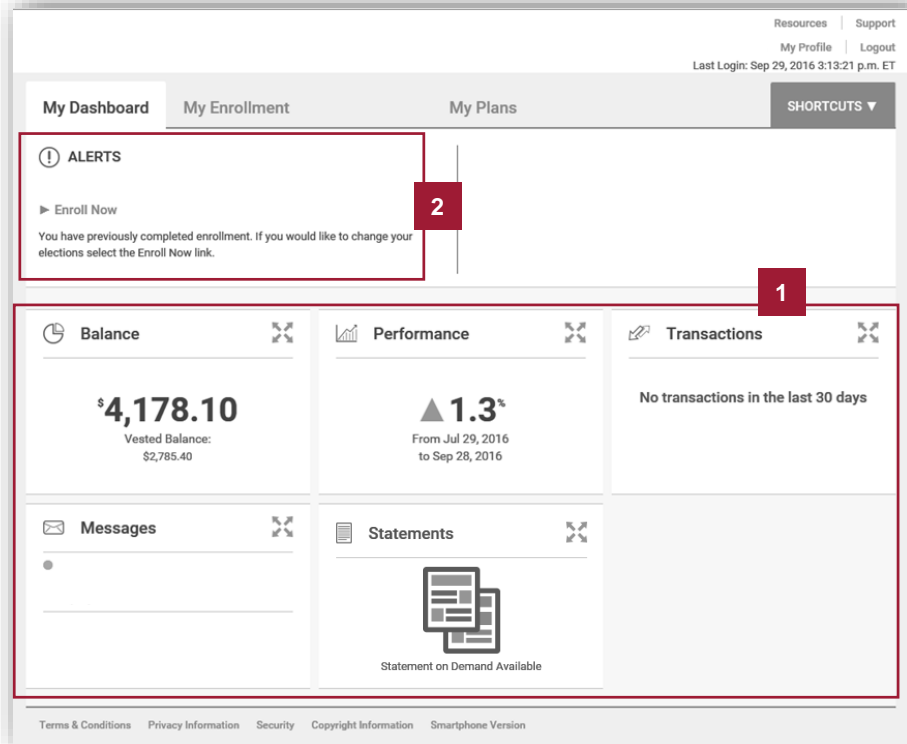 Resources Support
My Profile Logout
Last Login: Sep 29, 2016 3:13:21 p.m. ET
My Dashboard My Enrollment My Plans SHORTCUTS ▼
ALERTS
► Enroll Now
2
You have previously completed enrollment. If you would like to change your
elections select the Enroll Now link.
1
Balance
$4,178.10
Vested Balance:
$2,785.40
Performance
▲ 1.3%
From Jul 29, 2016
to Sep 28, 2016
Transactions
No transactions in the last 30 days
Messages
Statements
Statement on Demand Available
Terms & Conditions Privacy Information Security Copyright Information Smartphone Version